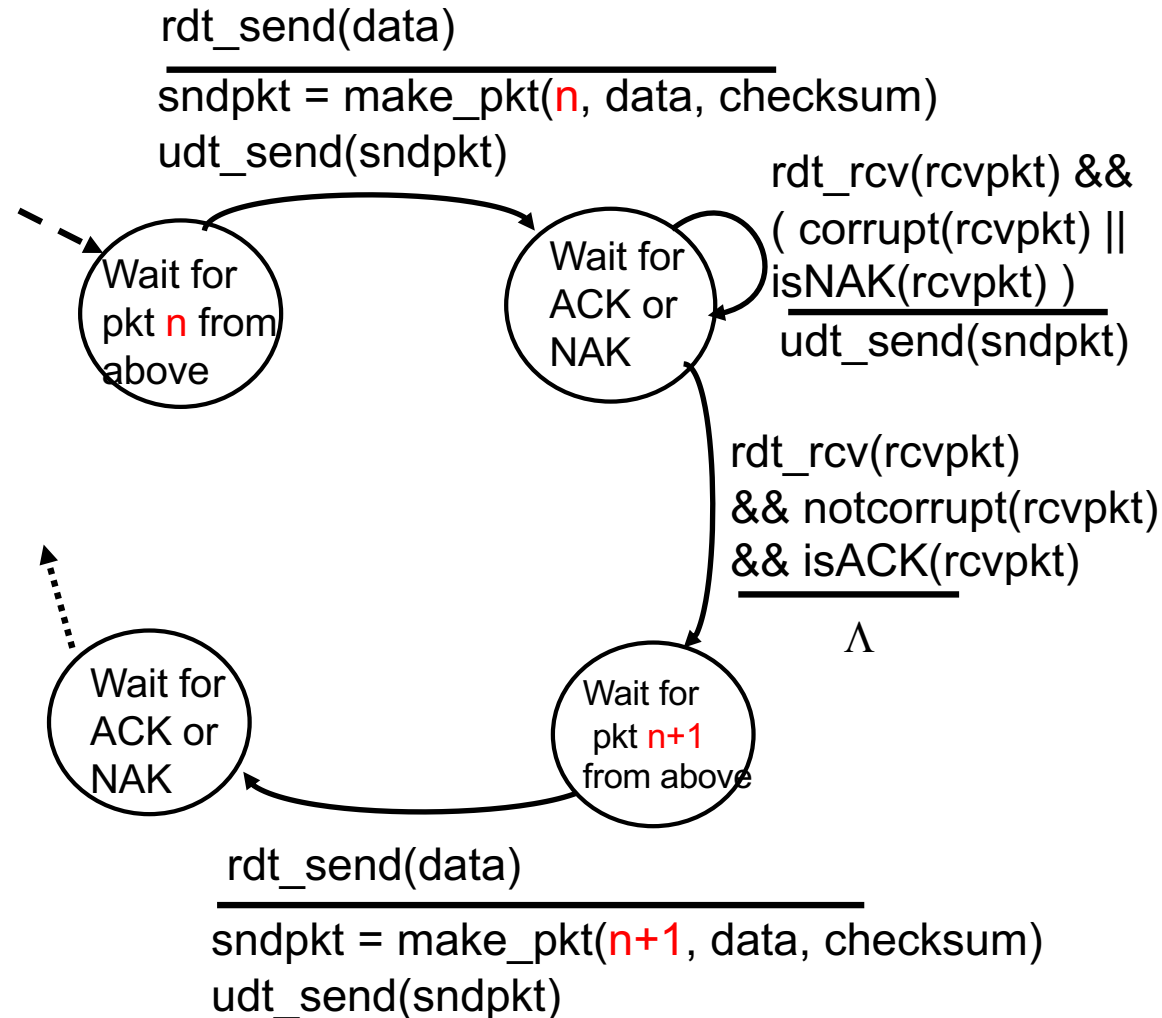 rdt_send(data)
sndpkt = make_pkt(n, data, checksum)
udt_send(sndpkt)
rdt_rcv(rcvpkt) &&
( corrupt(rcvpkt) ||
isNAK(rcvpkt) )
udt_send(sndpkt)
Wait for
pkt n from
above
Wait for
ACK or
NAK
rdt_rcv(rcvpkt)
&& notcorrupt(rcvpkt)
&& isACK(rcvpkt)
Λ
Wait for
ACK or
NAK
Wait for
pkt n+1
from above
rdt_send(data)
sndpkt = make_pkt(n+1, data, checksum)
udt_send(sndpkt)